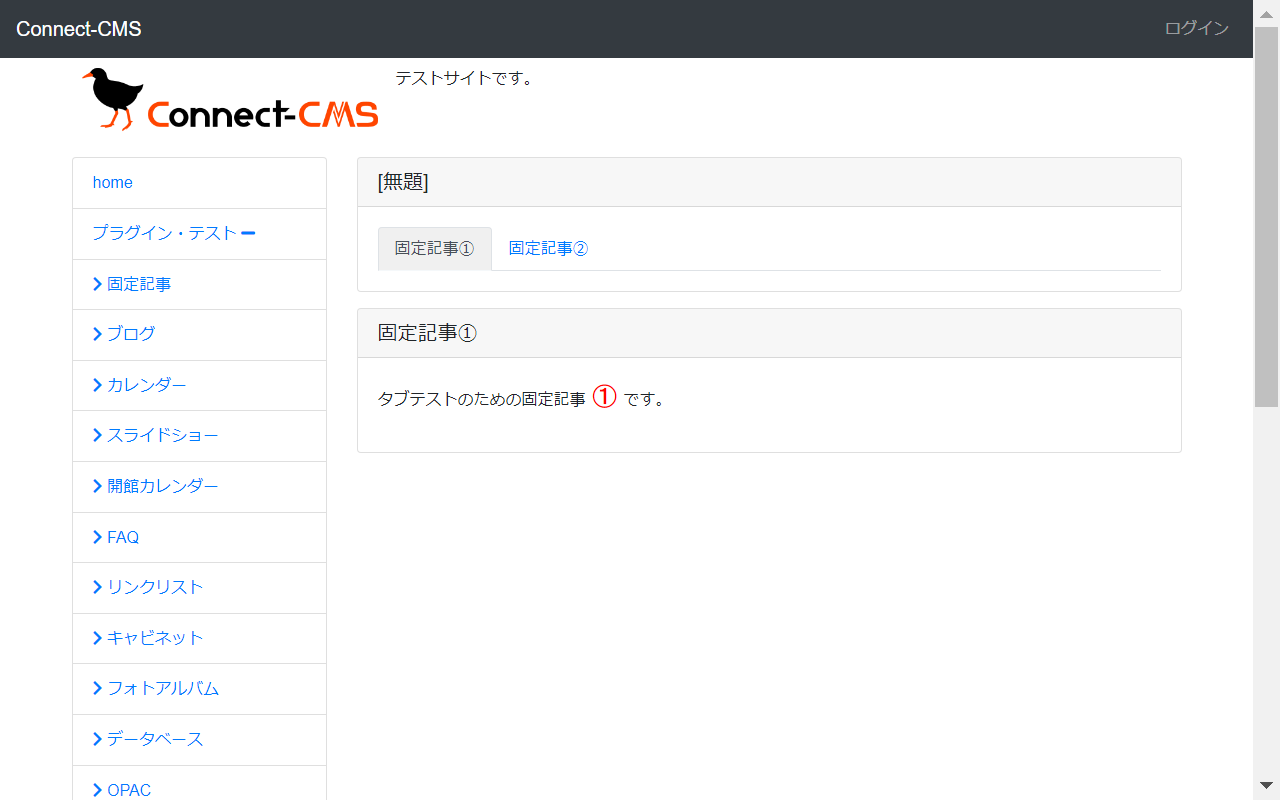 Connect-CMS
ログイン
Connect-CMS
テストサイトです。
home
プラグイン・テスト
固定記事
ブログ
カレンダー
スライドショー
開館カレンダー
FAQ
リンクリスト
キャビネット
フォトアルバム
データベース
OPAC
[無題]
固定記事① 固定記事②
固定記事①
タブテストのための固定記事 ① です。